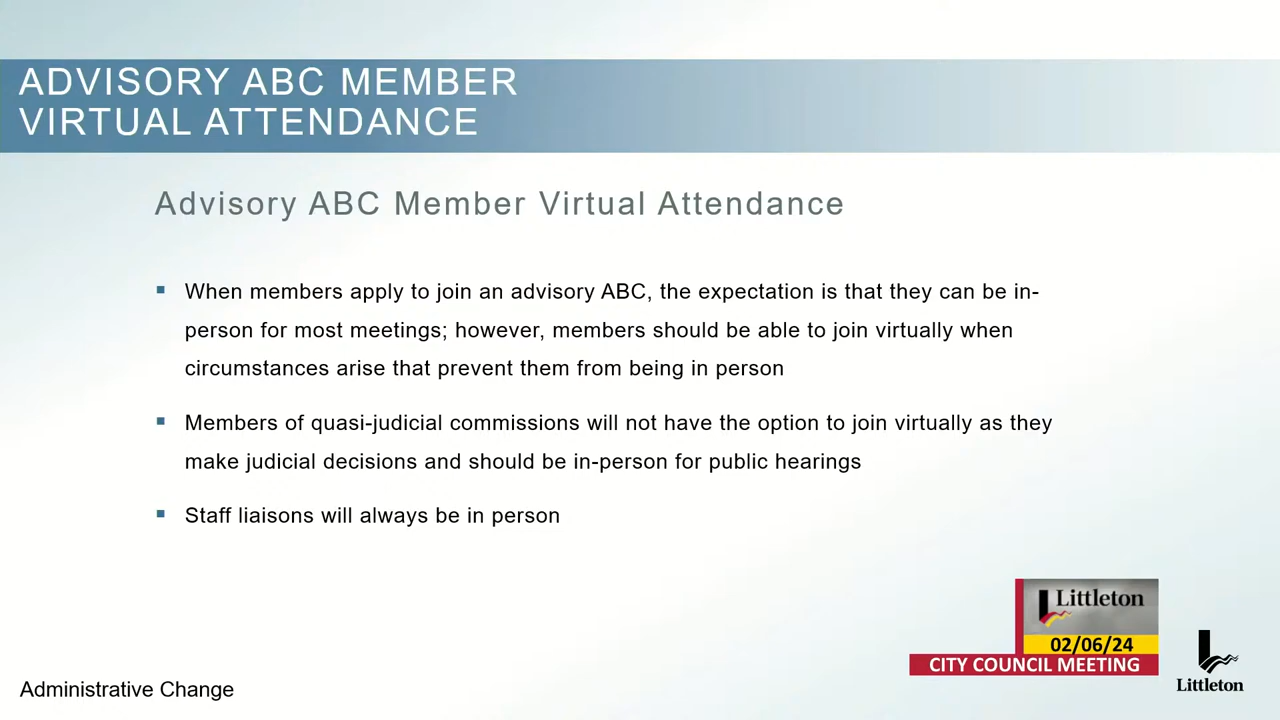 ADVISORY ABC MEMBER
VIRTUAL ATTENDANCE
Advisory ABC Member Virtual Attendance
When members apply to join an advisory ABC, the expectation is that they can be in-
person for most meetings; however, members should be able to join virtually when
circumstances arise that prevent them from being in person
Members of quasi-judicial commissions will not have the option to join virtually as they
make judicial decisions and should be in-person for public hearings
Staff liaisons will always be in person
Littleton
02/06/24
CITY COUNCIL MEETING
Littleton
Administrative Change